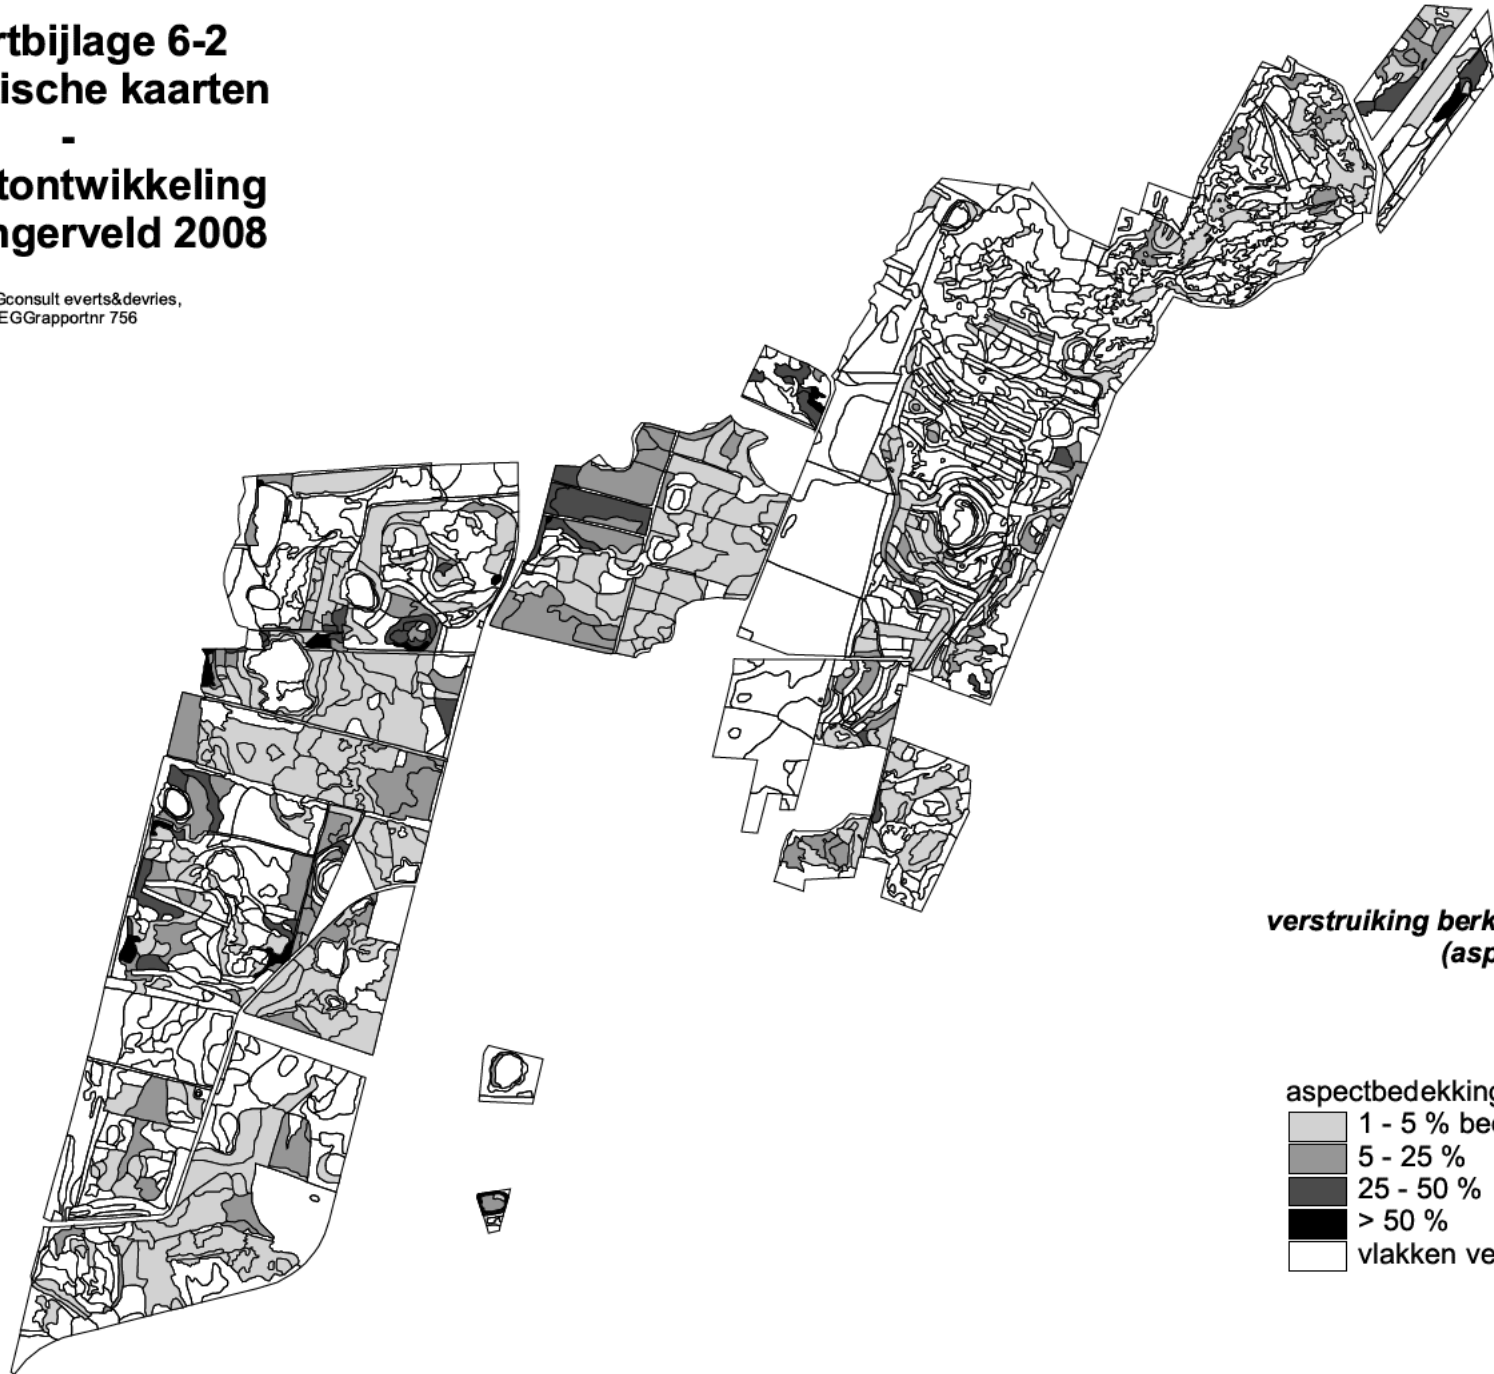 rtbijlage 6-2
ische kaarten
-
tontwikkeling
ngerveld 2008
Gconsult everts&devries,
EGGrapportnr 756
verstruiking berk
(asp
aspectbedekking
1 - 5 % bed
5 - 25 %
25 - 50 %
> 50 %
vlakken ve